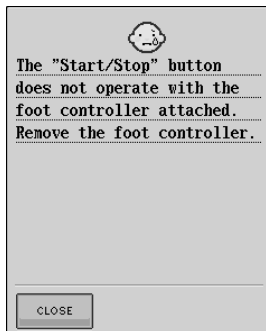 The "Start/Stop" button
does not operate with the
foot controller attached.
Remove the foot controller.
CLOSE